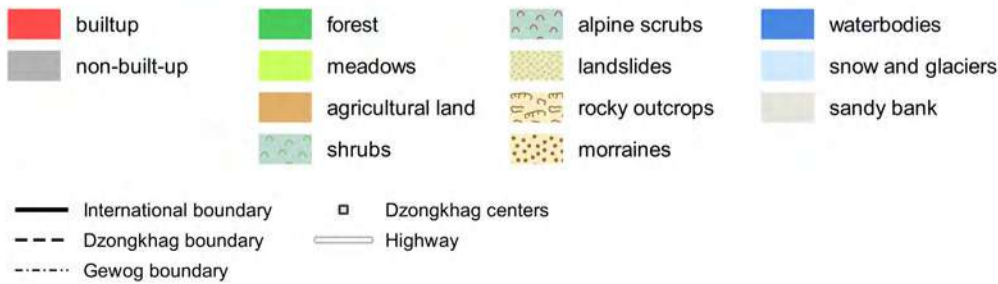 builtup
forest
alpine scrubs
waterbodies
non-built-up
meadows
landslides
snow and glaciers
agricultural land
rocky outcrops
sandy bank
shrubs
morraines
International boundary
Dzongkhag centers
Dzongkhag boundary
Highway
Gewog boundary